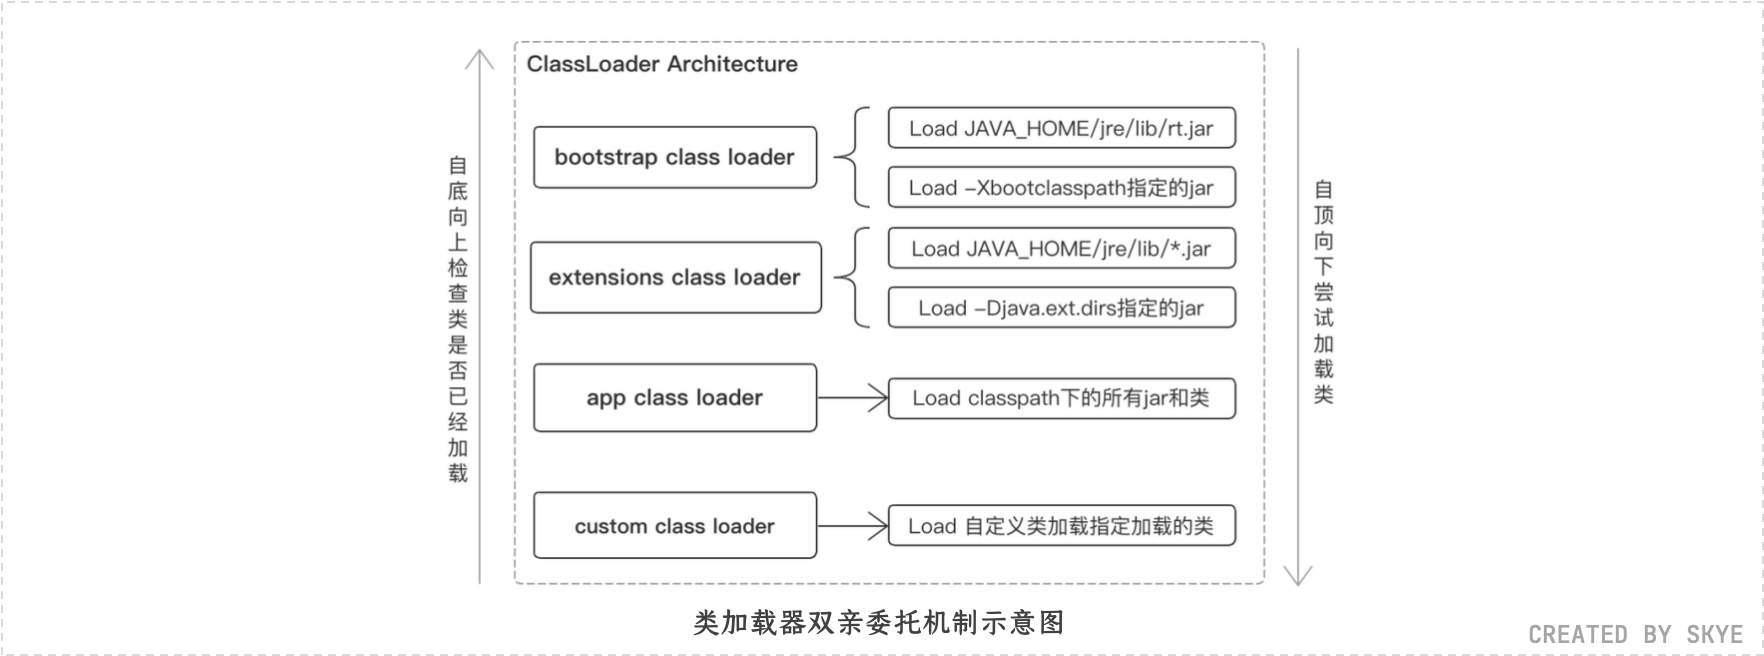 ClassLoader Architecture
自底向上检查类是否已经加载
bootstrap class loader
Load JAVA_HOME/jre/lib/rt.jar
Load -Xbootclasspath指定的jar
extensions class loader
Load JAVA_HOME/jre/lib/*.jar
Load -Djava.ext.dirs指定的jar
app class loader
Load classpath下的所有jar和类
custom class loader
Load 自定义类加载指定加载的类
自顶向下尝试加载类
类加载器双亲委托机制示意图
CREATED BY SKYE